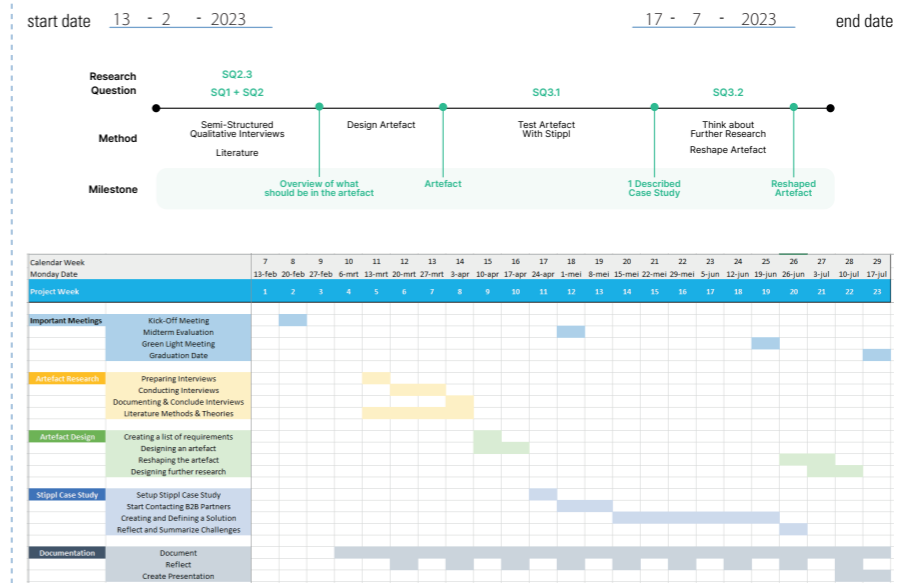 start date 13 - 2 - 2023 17 - 7 - 2023 end date
Research
Question
SQ2.3
SQ1 + SQ2
SQ3.1
SQ3.2
Method
Semi-Structured
Qualitative Interviews
Literature
Design Artefact
Test Artefact
With Stippl
Think about
Further Research
Reshape Artefact
Milestone
Overview of what
should be in the artefact
Artefact
1 Described
Case Study
Reshaped
Artefact
Calendar Week 7 8 9 10 11 12 13 14 15 16 17 18 19 20 21 22 23 24 25 26 27 28 29
Monday Date 13-feb 20-feb 27-feb 6-mrt 13-mrt 20-mrt 27-mrt 3-apr 10-apr 17-apr 24-apr 1-mei 8-mei 15-mei 22-mei 29-mei 5-jun 12-jun 19-jun 26-jun 3-jul 10-jul 17-jul
Project Week 1 2 3 4 5 6 7 8 9 10 11 12 13 14 15 16 17 18 19 20 21 22 23
Important Meetings Kick-Off Meeting
Midterm Evaluation
Green Light Meeting
Graduation Date
Artefact Research Preparing Interviews
Conducting Interviews
Documenting & Conclude Interviews
Literature Methods & Theories
Artefact Design Creating a list of requirements
Designing an artefact
Reshaping the artefact
Designing further research
Stippl Case Study Setup Stippl Case Study
Start Contacting B2B Partners
Creating and Defining a Solution
Reflect and Summarize Challenges
Documentation Document
Reflect
Create Presentation